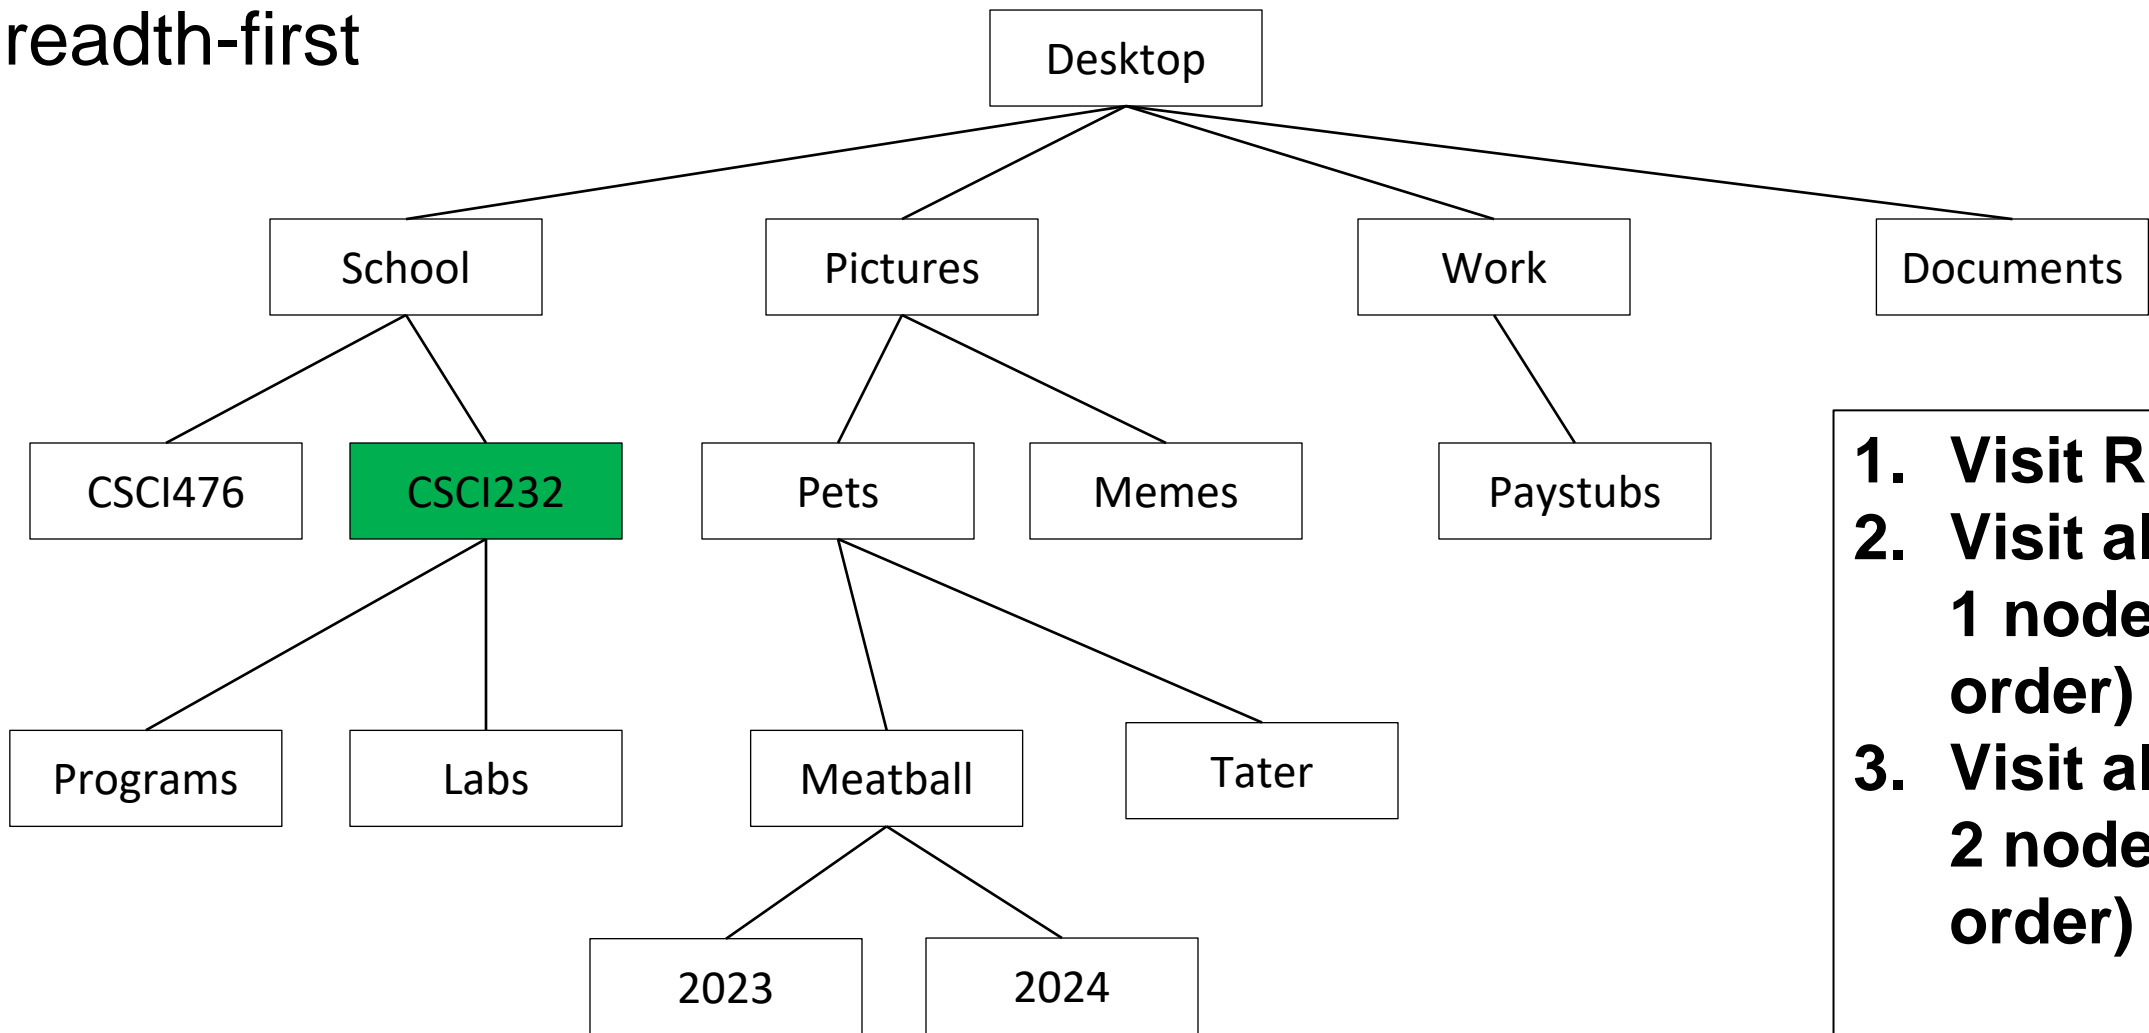 readth-first
Desktop
School
Pictures
Work
Documents
CSCI476
CSCI232
Pets
Memes
Paystubs
1. Visit R
2. Visit al
1 node
order)
3. Visit al
2 node
order)
Programs
Labs
Meatball
Tater
2023
2024